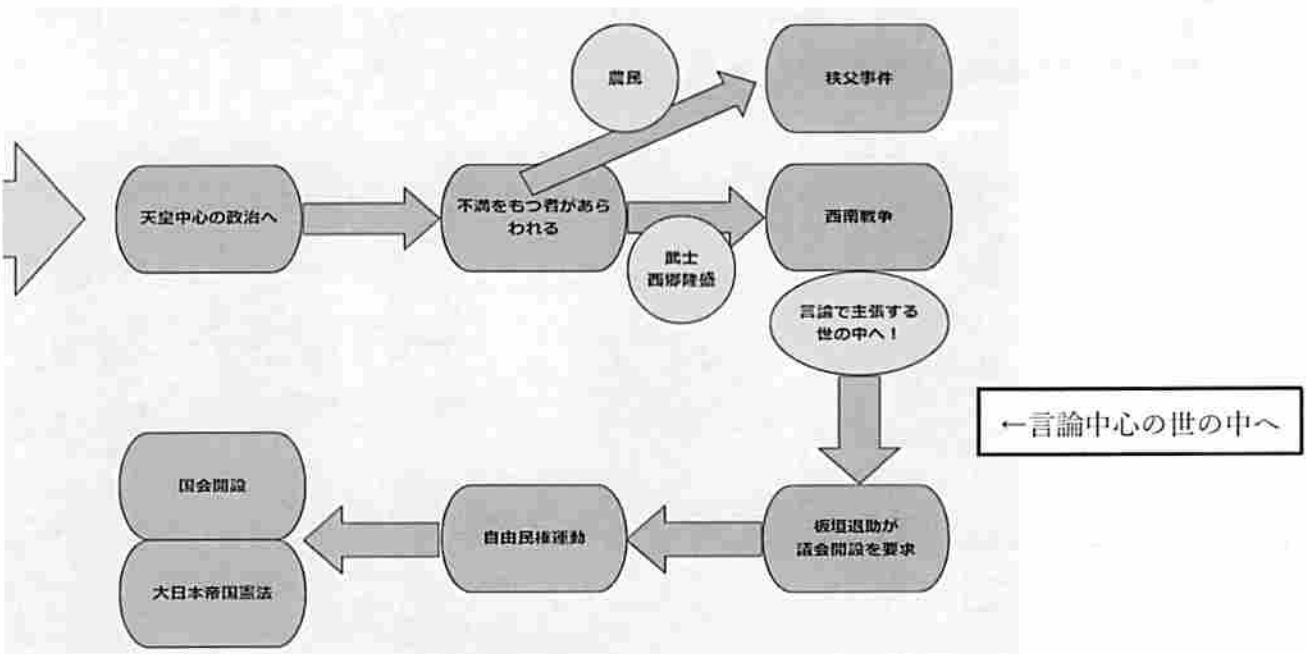 農民
秩父事件
天皇中心の政治へ
不満をもつ者があら
われる
西南戦争
武士
西郷隆盛
言論で主張する
世の中へ！
←言論中心の世の中へ
国会開設
自由民権運動
板垣退助が
議会開設を要求
大日本帝国憲法